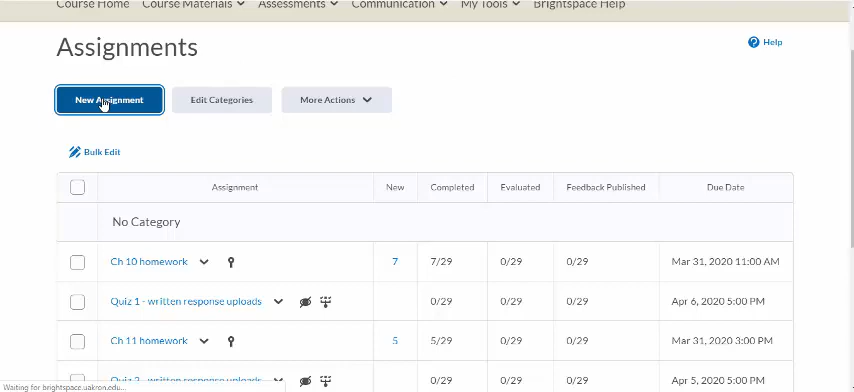 Course Home Course Materials Assessments Communication My Tools Brightspace Help
Assignments
Help
New Assignment Edit Categories More Actions
Bulk Edit
Assignment New Completed Evaluated Feedback Published Due Date
No Category
Ch 10 homework 7 7/29 0/29 0/29 Mar 31, 2020 11:00 AM
Quiz 1 - written response uploads 0/29 0/29 0/29 Apr 6, 2020 5:00 PM
Ch 11 homework 5 5/29 0/29 0/29 Mar 31, 2020 3:00 PM
Quiz 2 - written response uploads 0/29 0/29 0/29 Apr 5, 2020 5:00 PM
Waiting for brightspace.uakron.edu...